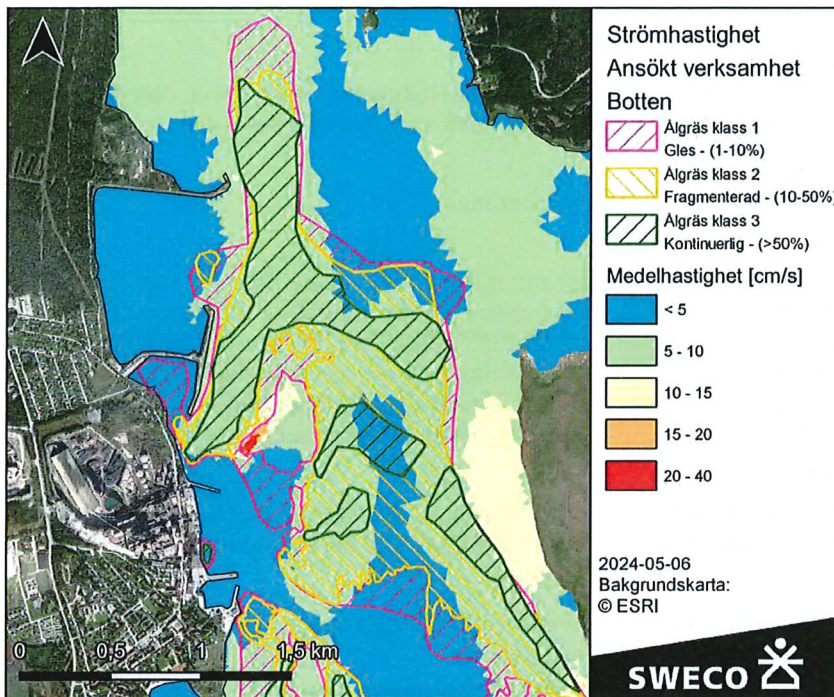 Strömhastighet
Ansökt verksamhet
Botten
Ålgräs klass 1
Gles - (1-10%)
Ålgräs klass 2
Fragmenterad - (10-50%)
Ålgräs klass 3
Kontinuerlig - (>50%)
Medelhastighet [cm/s]
< 5
5 - 10
10 - 15
15 - 20
20 - 40
2024-05-06
Bakgrundskarta:
© ESRI
0 0,5 1 1,5 km
SWECO